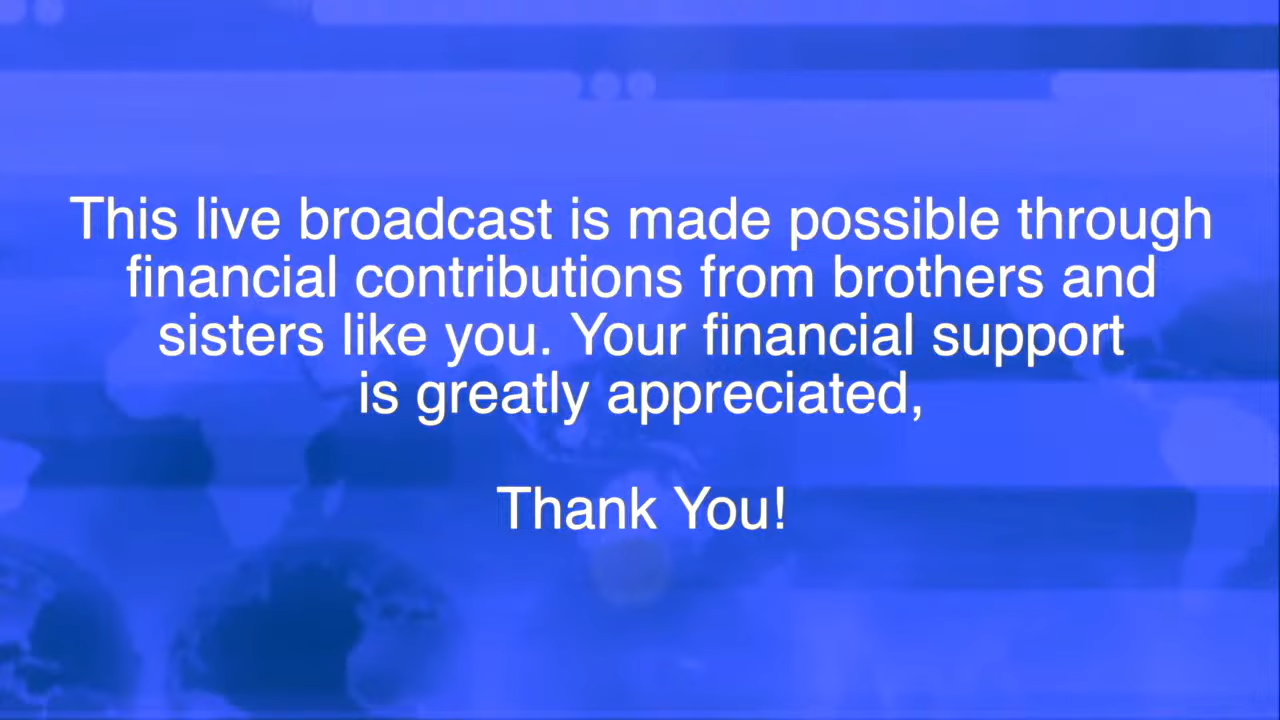 This live broadcast is made possible through
financial contributions from brothers and
sisters like you. Your financial support
is greatly appreciated,
Thank You!